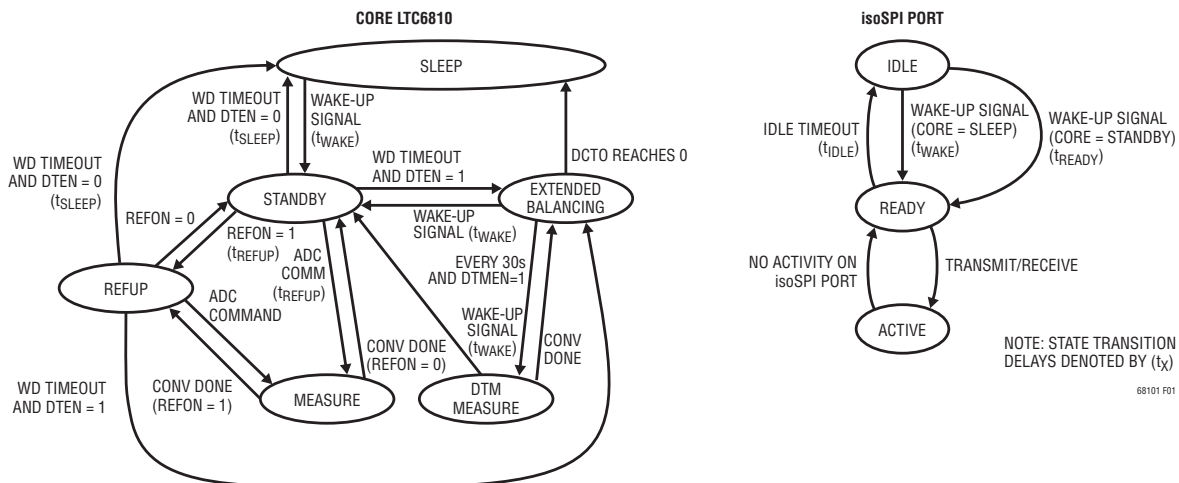 CORE LTC6810
SLEEP
WD TIMEOUT
AND DTEN = 0
(tSLEEP)
WAKE-UP
SIGNAL
(tWAKE)
DCTO REACHES 0
WD TIMEOUT
AND DTEN = 0
(tSLEEP)
WD TIMEOUT
AND DTEN = 1
STANDBY
EXTENDED
BALANCING
WAKE-UP
SIGNAL (tWAKE)
REFON = 0
REFON = 1
(tREFUP)
ADC
COMM
(tREFUP)
EVERY 30s
AND DTMEN=1
REFUP
ADC
COMMAND
WAKE-UP
SIGNAL
(tWAKE)
CONV
DONE
CONV DONE
(REFON = 0)
WD TIMEOUT
AND DTEN = 1
CONV DONE
(REFON = 1)
MEASURE
DTM
MEASURE
isoSPI PORT
IDLE
IDLE TIMEOUT
(tIDLE)
WAKE-UP SIGNAL
(CORE = SLEEP)
(tWAKE)
WAKE-UP SIGNAL
(CORE = STANDBY)
(tREADY)
READY
NO ACTIVITY ON
isoSPI PORT
TRANSMIT/RECEIVE
ACTIVE
NOTE: STATE TRANSITION
DELAYS DENOTED BY (tX)
68101 F01